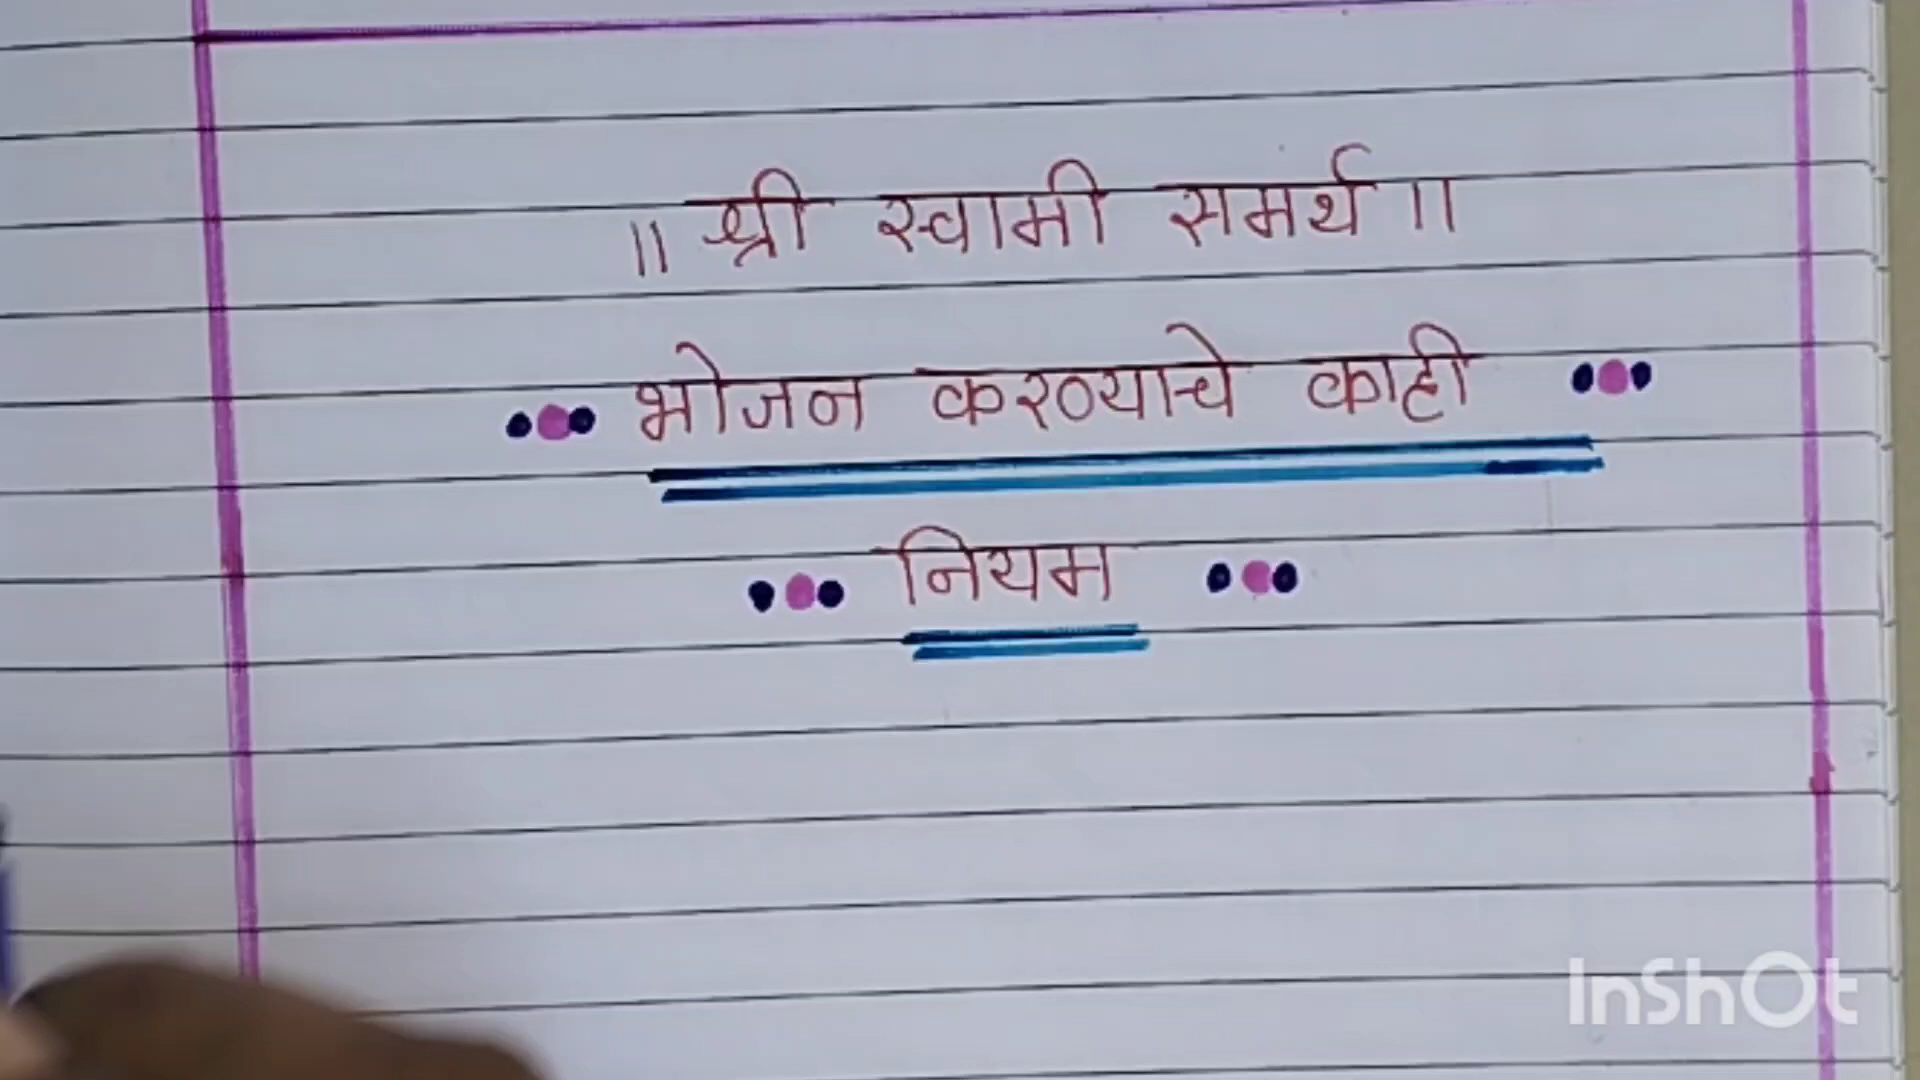 ॥ श्री स्वामी समर्थ ॥
भोजन करण्याचे काही
नियम
InShOt